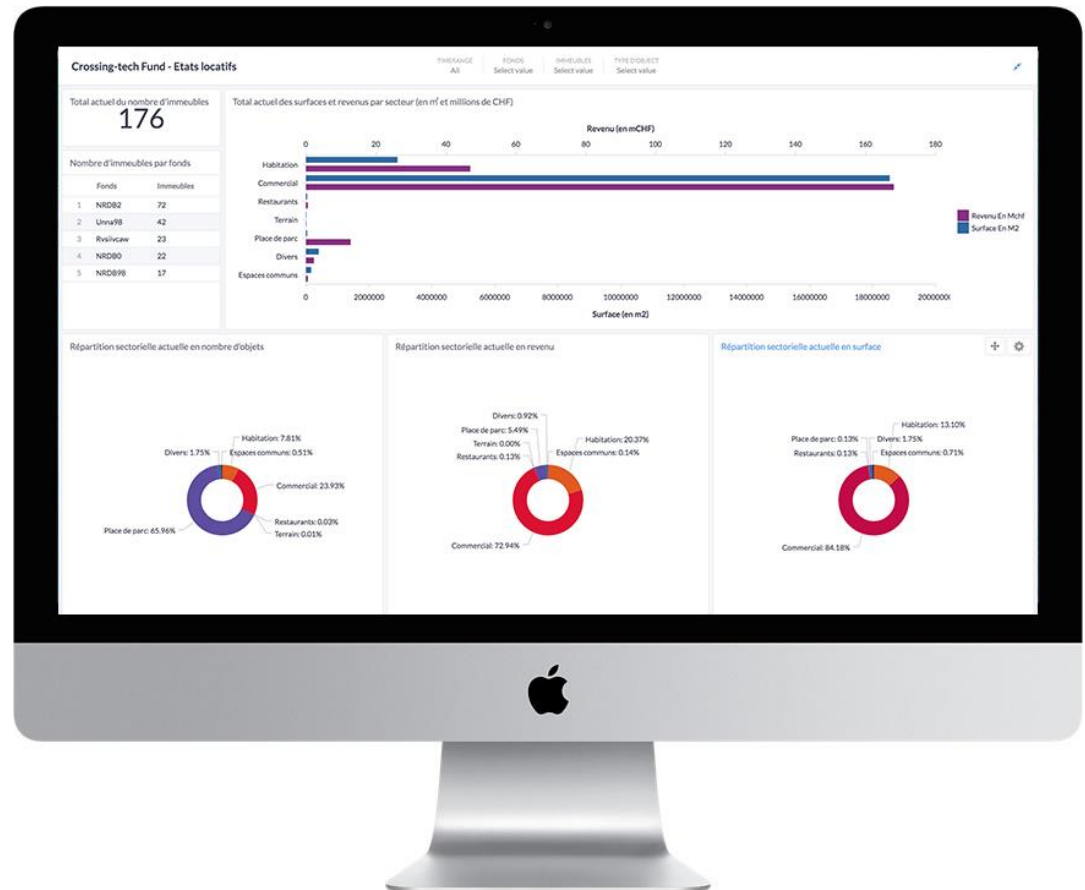 Crossing-tech Fund - Etats locatifs
TIMERANGE
All
FONDS
Select value
IMMEUBLES
Select value
TYPE D'OBJECT
Select value
Total actuel du nombre d'immeubles
176
Nombre d'immeubles par fonds
Fonds Immeubles
1 NRDB2 72
2 Unna98 42
3 Rvsiivcaw 23
4 NRDB0 22
5 NRDB98 17
Total actuel des surfaces et revenus par secteur (en m² et millions de CHF)
Revenu (en mCHF)
0 20 40 60 80 100 120 140 160 180
Habitation
Commercial
Restaurants
Terrain
Place de parc
Divers
Espaces communs
0 2000000 4000000 6000000 8000000 10000000 12000000 14000000 16000000 18000000 2000000
Surface (en m2)
Revenu En Mchf
Surface En M2
Répartition sectorielle actuelle en nombre d'objets
Habitation: 7.81%
Divers: 1.75%
Espaces communs: 0.51%
Commercial: 23.93%
Restaurants: 0.03%
Terrain: 0.01%
Place de parc: 65.96%
Répartition sectorielle actuelle en revenu
Divers: 0.92%
Place de parc: 5.49%
Habitation: 20.37%
Terrain: 0.00%
Espaces communs: 0.14%
Restaurants: 0.13%
Commercial: 72.94%
Répartition sectorielle actuelle en surface
Habitation: 13.10%
Place de parc: 0.13%
Divers: 1.75%
Restaurants: 0.13%
Espaces communs: 0.71%
Commercial: 84.18%